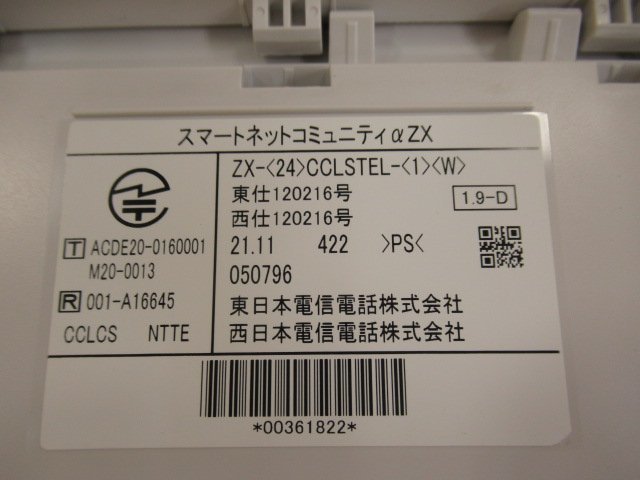 スマートネットコミュニティαZX
ZX-<24>CCLSTEL-<1><W>
東仕120216号
西仕120216号
1.9-D
21.11 422 >PS<
050796
東日本電信電話株式会社
西日本電信電話株式会社
T ACDE20-0160001
M20-0013
R 001-A16645
CCLCS NTTE
*00361822*